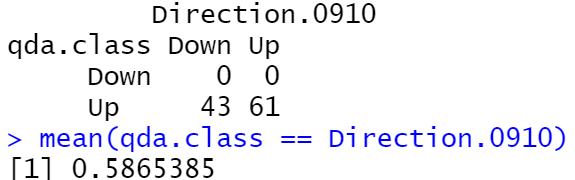 Direction.0910
qda.class Down Up
Down 0 0
Up 43 61
> mean(qda.class == Direction.0910)
[1] 0.5865385